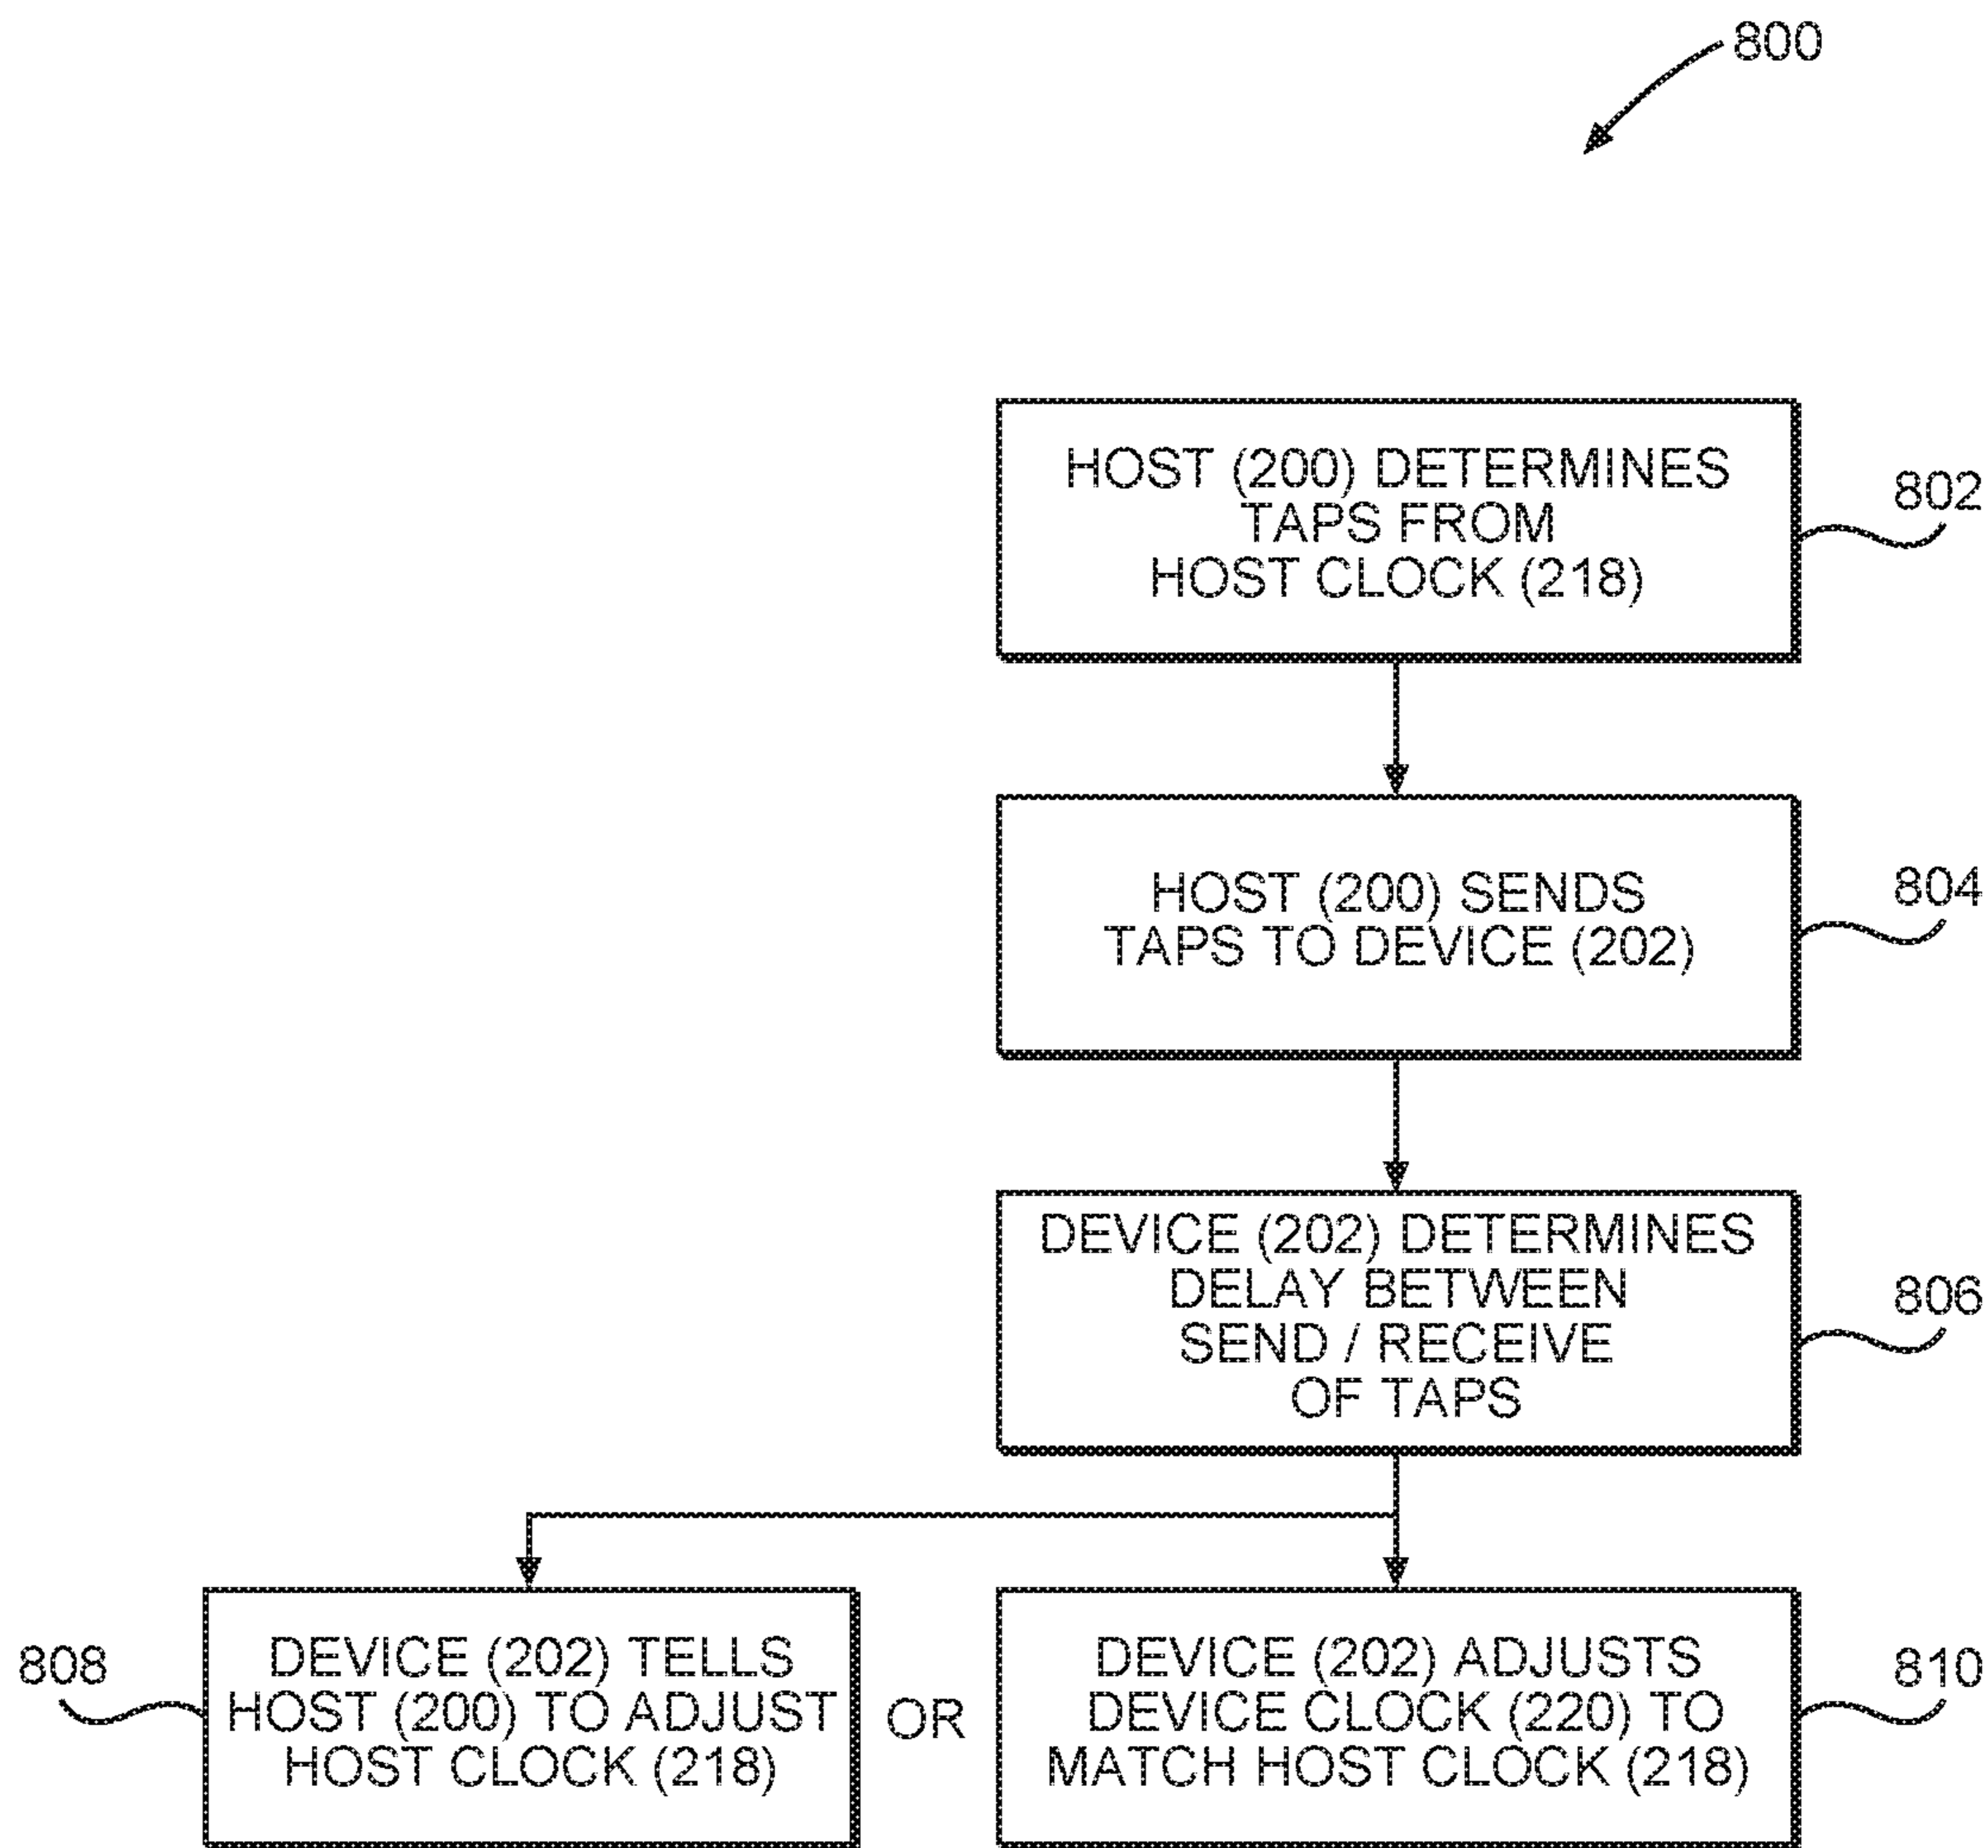 800
HOST (200) DETERMINES
TAPS FROM
HOST CLOCK (218)
802
HOST (200) SENDS
TAPS TO DEVICE (202)
804
DEVICE (202) DETERMINES
DELAY BETWEEN
SEND / RECEIVE
OF TAPS
806
808
DEVICE (202) TELLS
HOST (200) TO ADJUST
HOST CLOCK (218)
OR
DEVICE (202) ADJUSTS
DEVICE CLOCK (220) TO
MATCH HOST CLOCK (218)
810